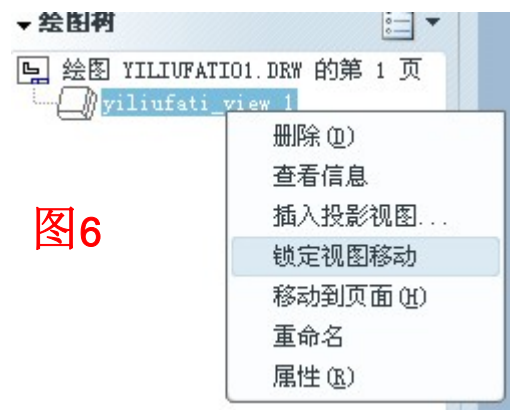 绘图树
绘图 YILIUFATI01.DRW 的第 1 页
yiliufati_view_1
删除(D)
查看信息
插入投影视图...
图6
锁定视图移动
移动到页面(H)
重命名
属性(R)